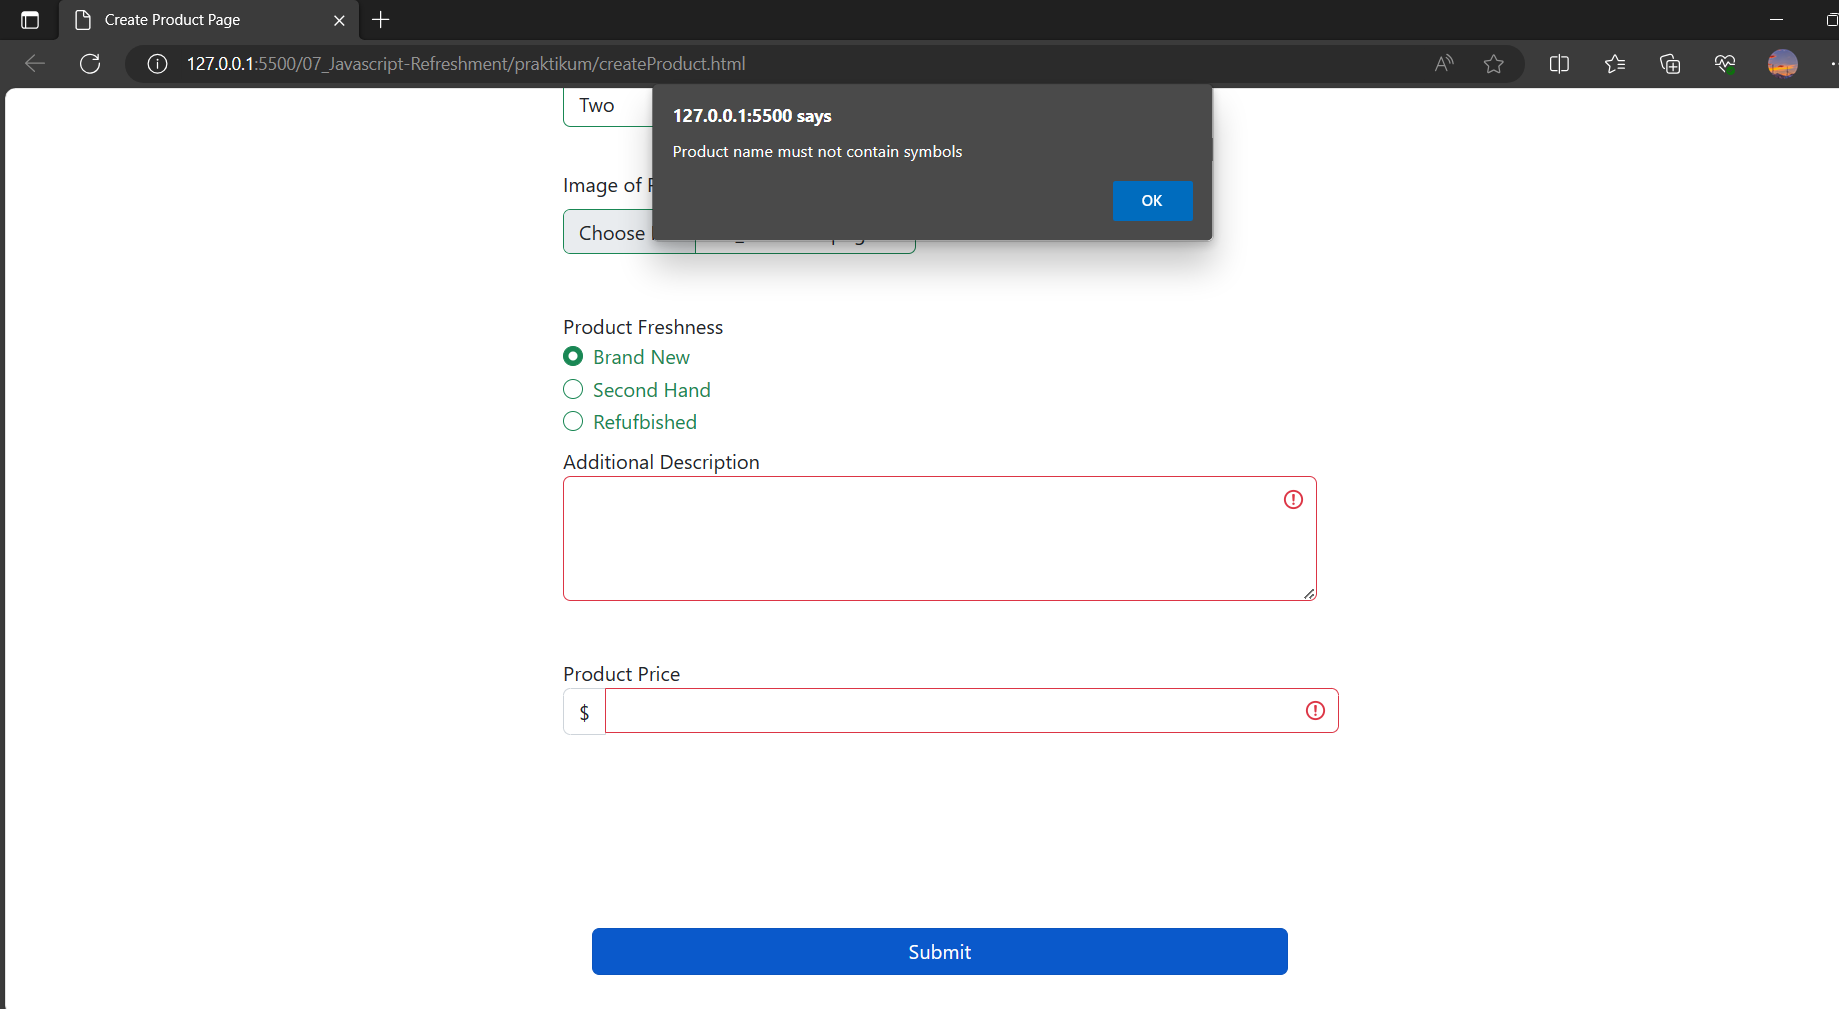 Create Product Page
127.0.0.1:5500/07_Javascript-Refreshment/praktikum/createProduct.html
127.0.0.1:5500 says
Product name must not contain symbols
OK
Two
Image of
Choose
Product Freshness
Brand New
Second Hand
Refufbished
Additional Description
Product Price
$
Submit